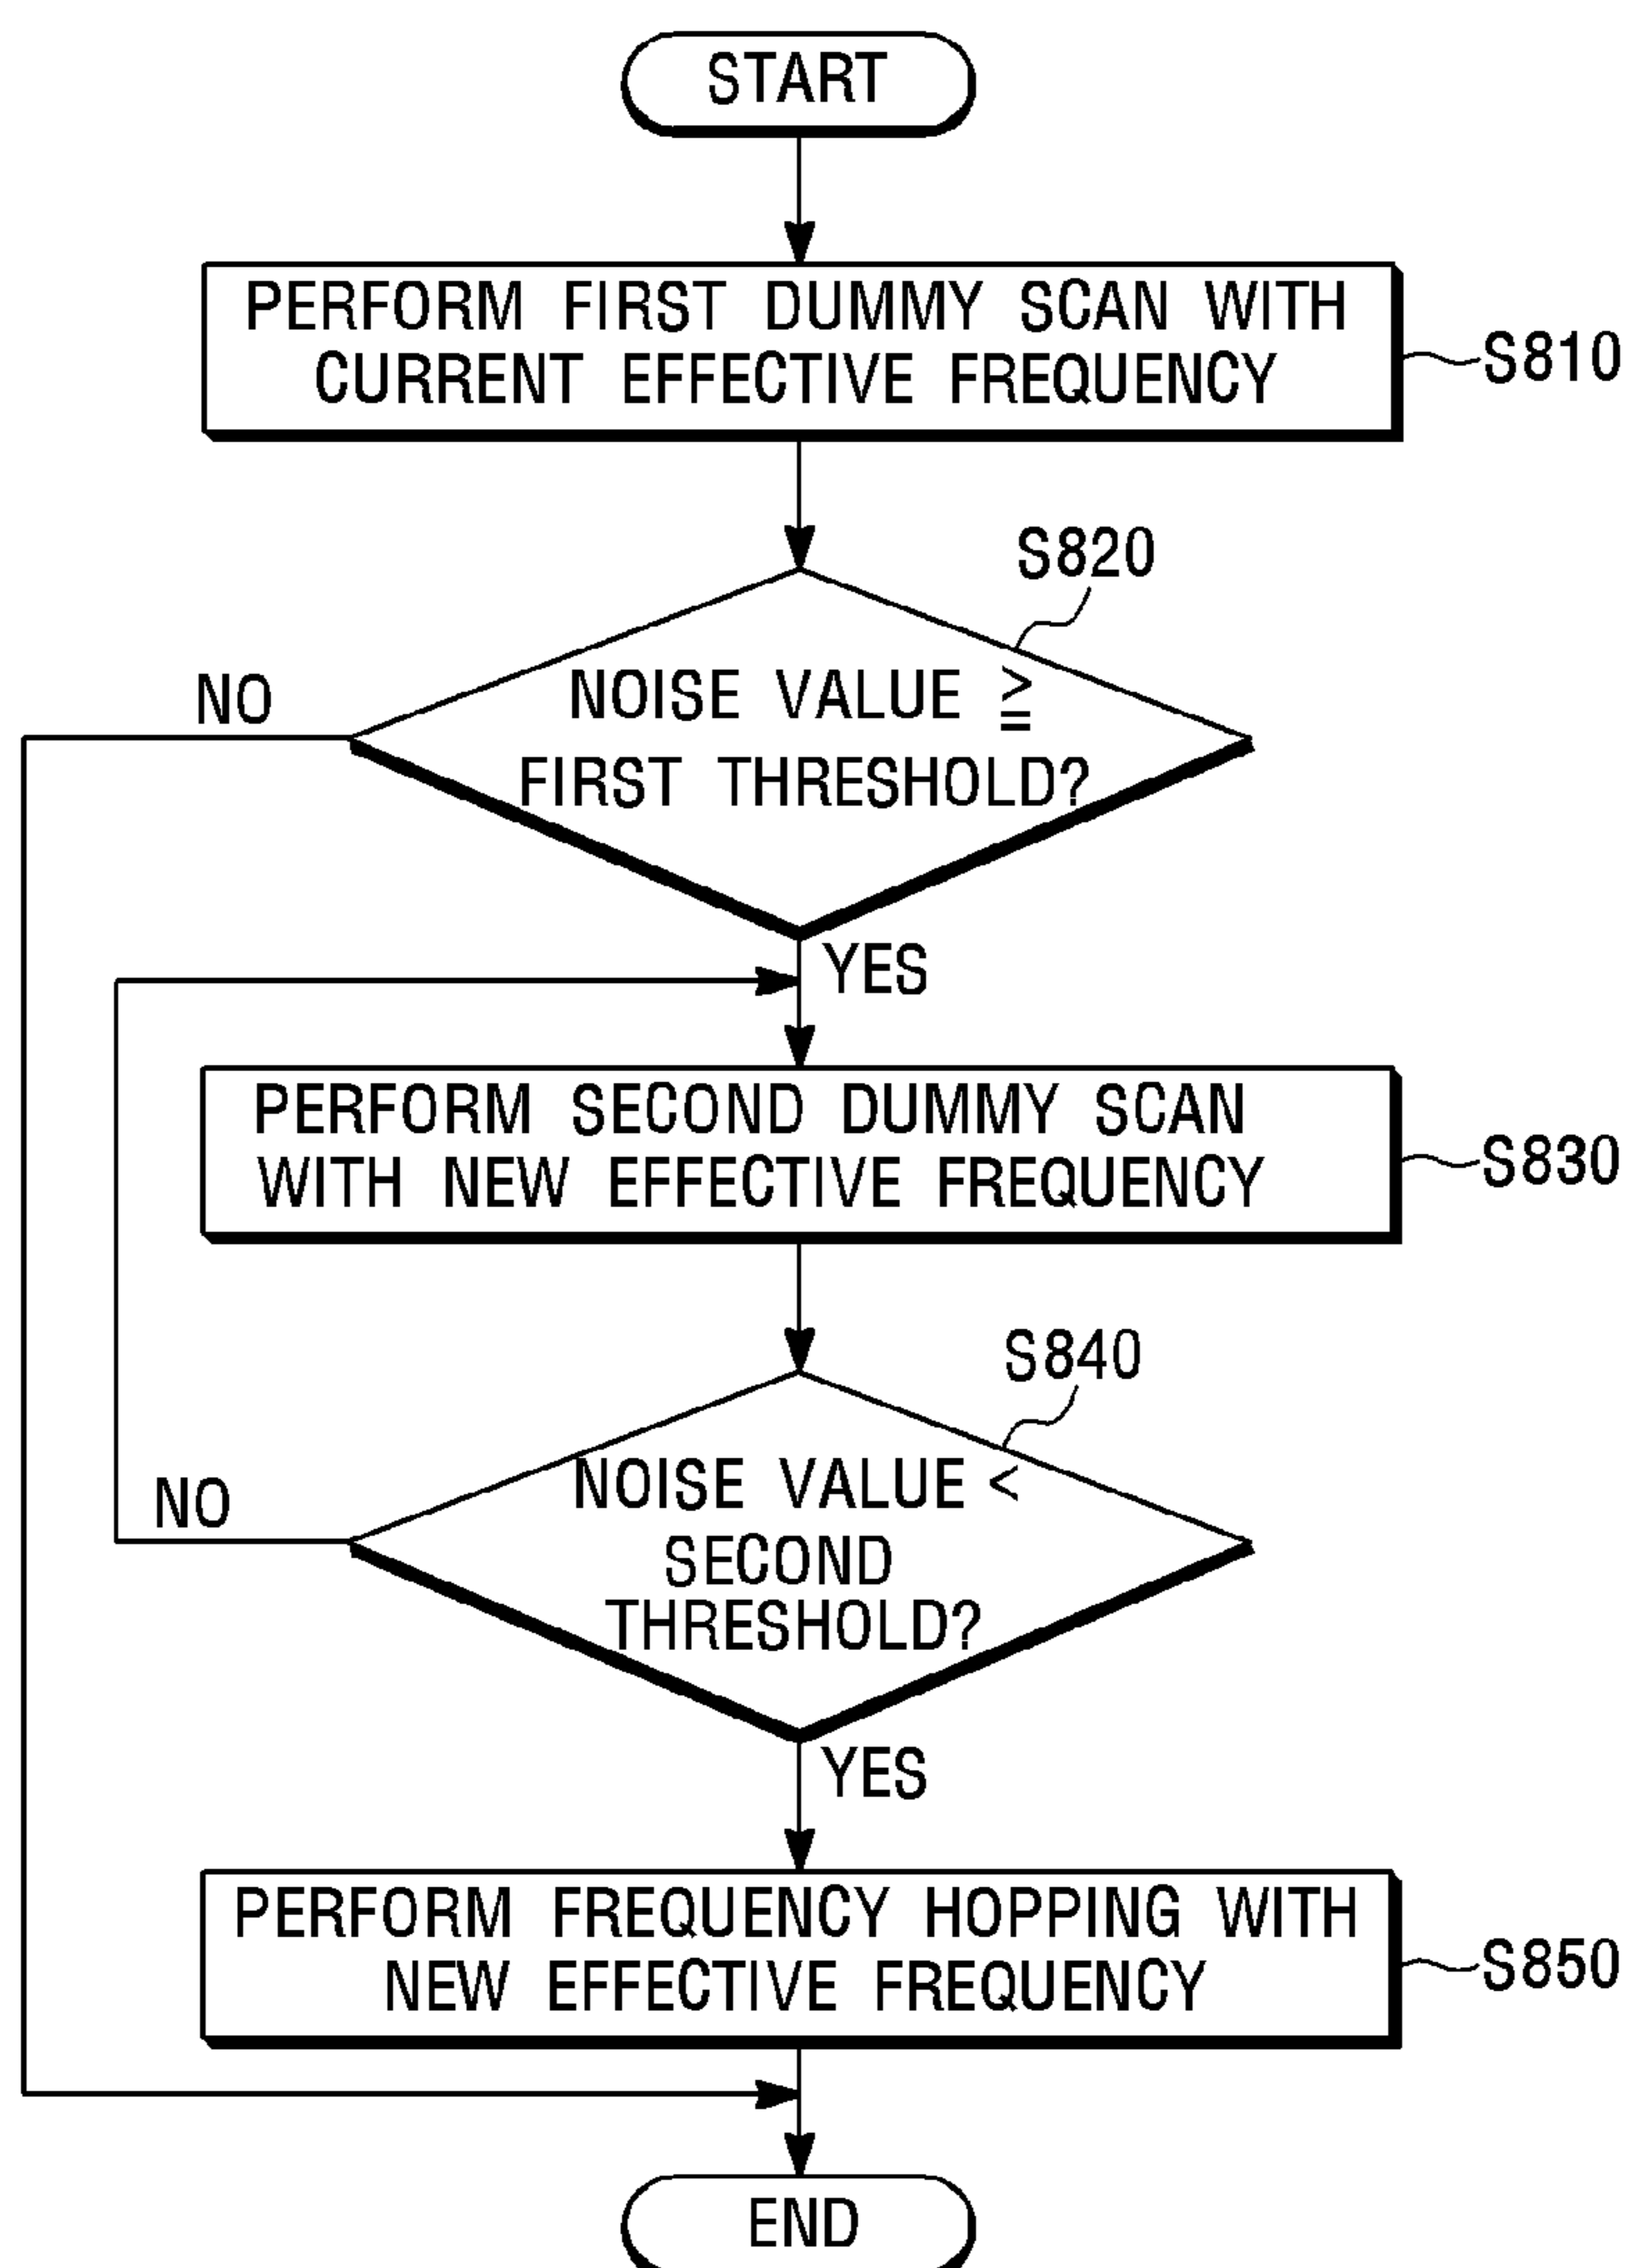 START
PERFORM FIRST DUMMY SCAN WITH
CURRENT EFFECTIVE FREQUENCY
S810
S820
NOISE VALUE ≧
FIRST THRESHOLD?
NO
YES
PERFORM SECOND DUMMY SCAN
WITH NEW EFFECTIVE FREQUENCY
S830
S840
NOISE VALUE <
SECOND
THRESHOLD?
NO
YES
PERFORM FREQUENCY HOPPING WITH
NEW EFFECTIVE FREQUENCY
S850
END